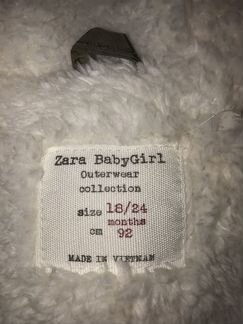 Zara BabyGirl
Outerwear
collection
size 18/24
months
cm 92
MADE IN VIETNAM